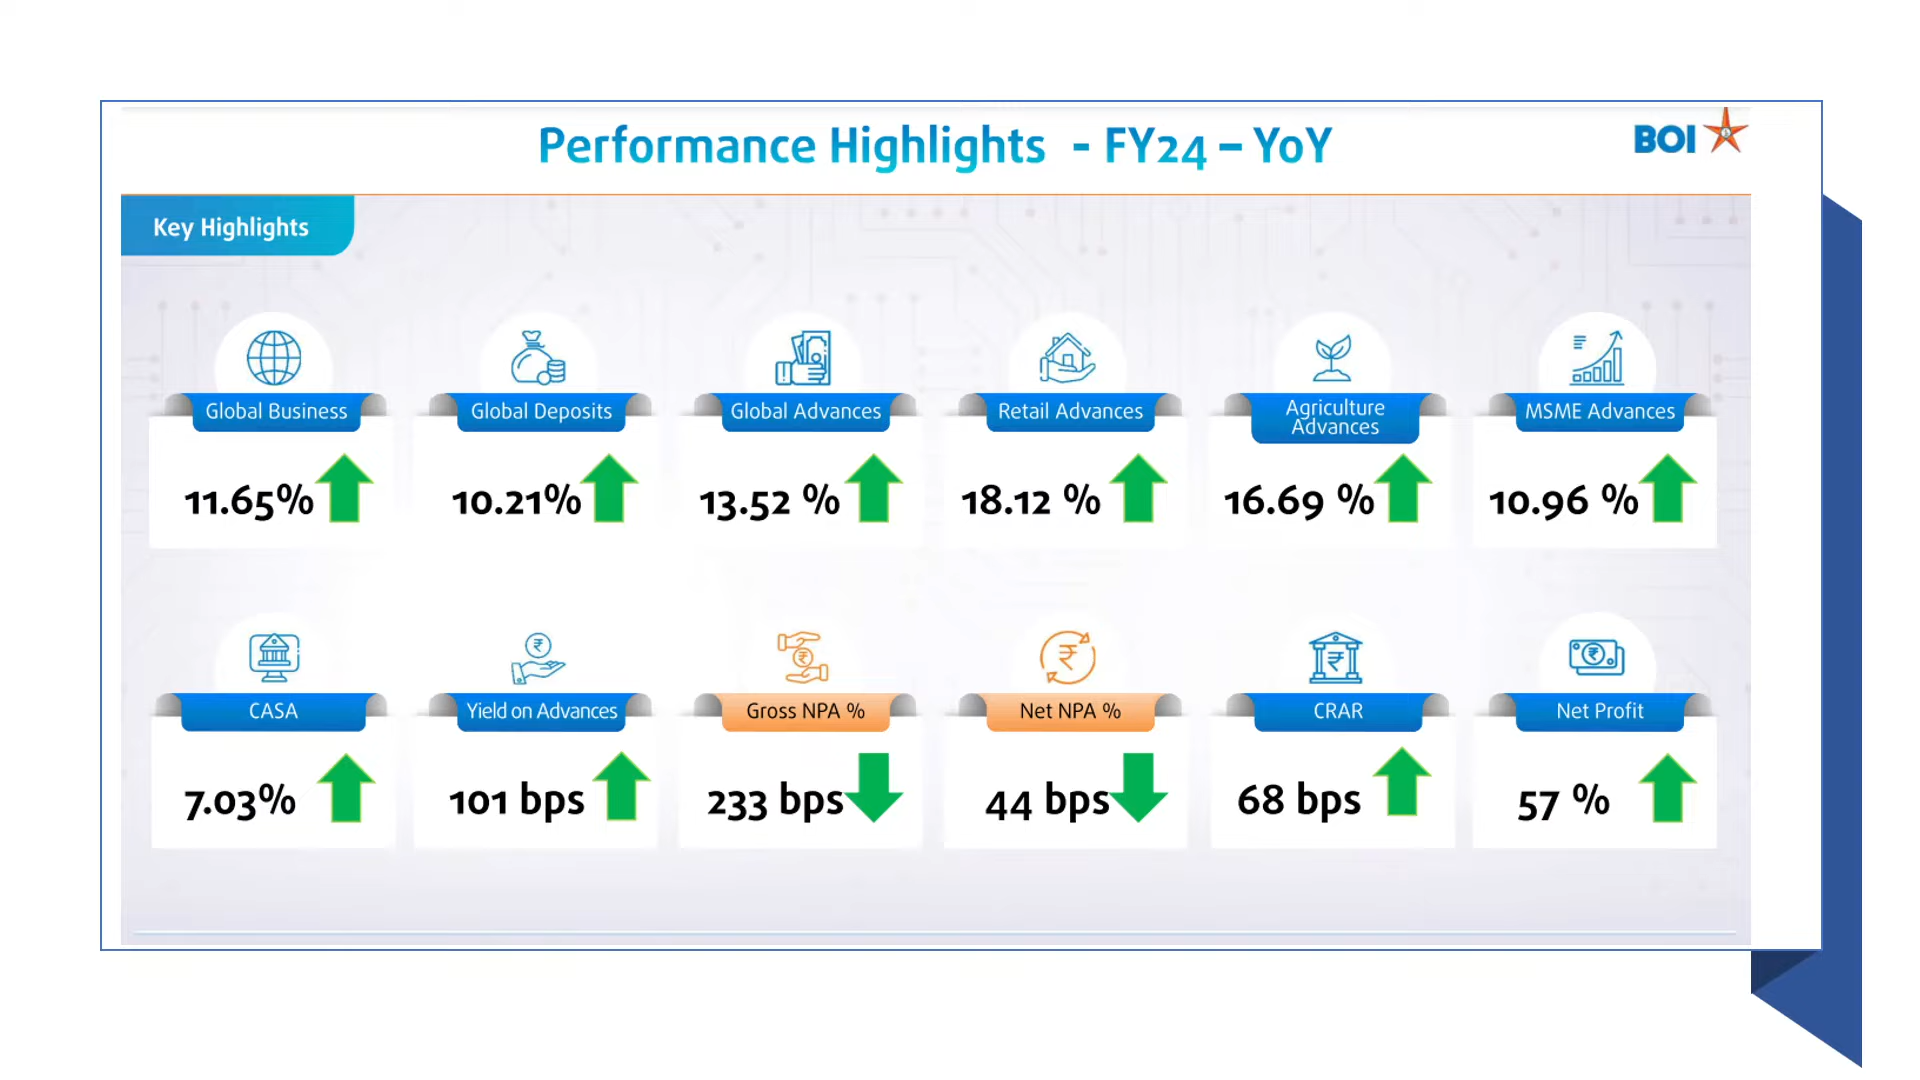 Performance Highlights - FY24 – YoY
BOI
Key Highlights
Global Business
Global Deposits
Global Advances
Retail Advances
Agriculture
Advances
MSME Advances
11.65%
10.21%
13.52 %
18.12 %
16.69 %
10.96 %
CASA
Yield on Advances
Gross NPA %
Net NPA %
CRAR
Net Profit
7.03%
101 bps
233 bps
44 bps
68 bps
57 %